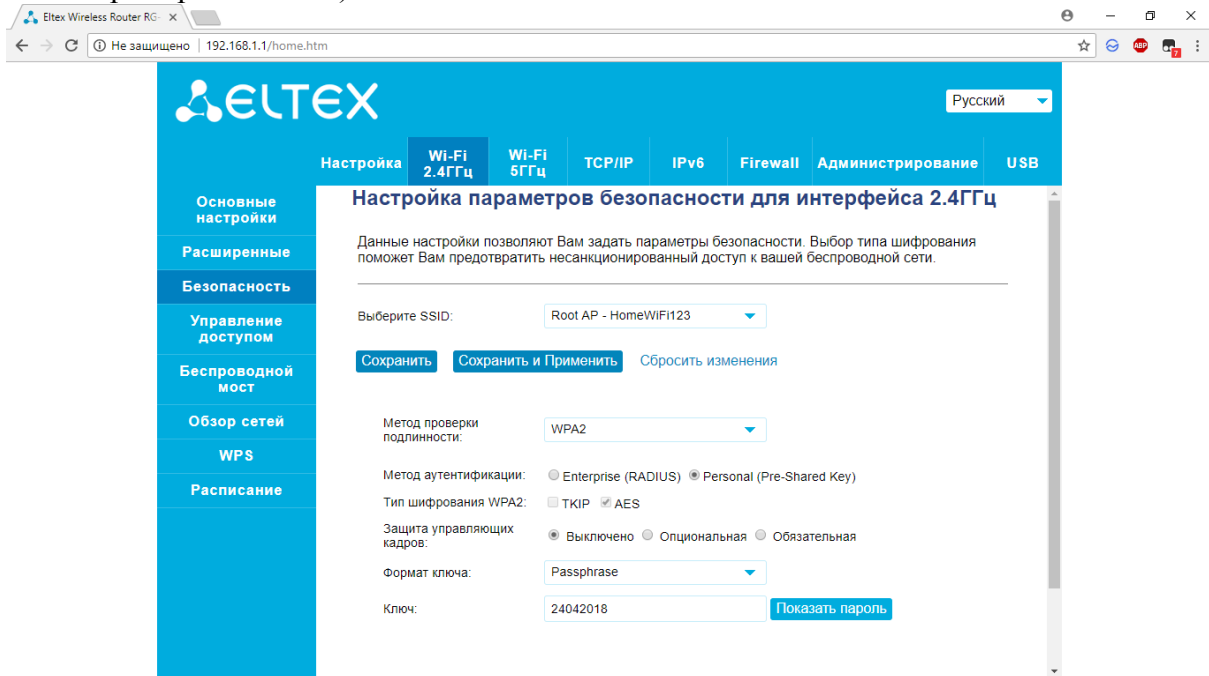 Eltex Wireless Router RG-
Не защищено | 192.168.1.1/home.htm
ABP
7
ELTEX
Русский
Настройка
Wi-Fi
2.4ГГц
Wi-Fi
5ГГц
TCP/IP
IPv6
Firewall
Администрирование
USB
Основные
настройки
Расширенные
Безопасность
Управление
доступом
Беспроводной
мост
Обзор сетей
WPS
Расписание
Настройка параметров безопасности для интерфейса 2.4ГГц
Данные настройки позволяют Вам задать параметры безопасности. Выбор типа шифрования
поможет Вам предотвратить несанкционированный доступ к вашей беспроводной сети.
Выберите SSID: Root AP - HomeWiFi123
Сохранить Сохранить и Применить Сбросить изменения
Метод проверки
подлинности: WPA2
Метод аутентификации: Enterprise (RADIUS) Personal (Pre-Shared Key)
Тип шифрования WPA2: TKIP AES
Защита управляющих
кадров: Выключено Опциональная Обязательная
Формат ключа: Passphrase
Ключ: 24042018 Показать пароль